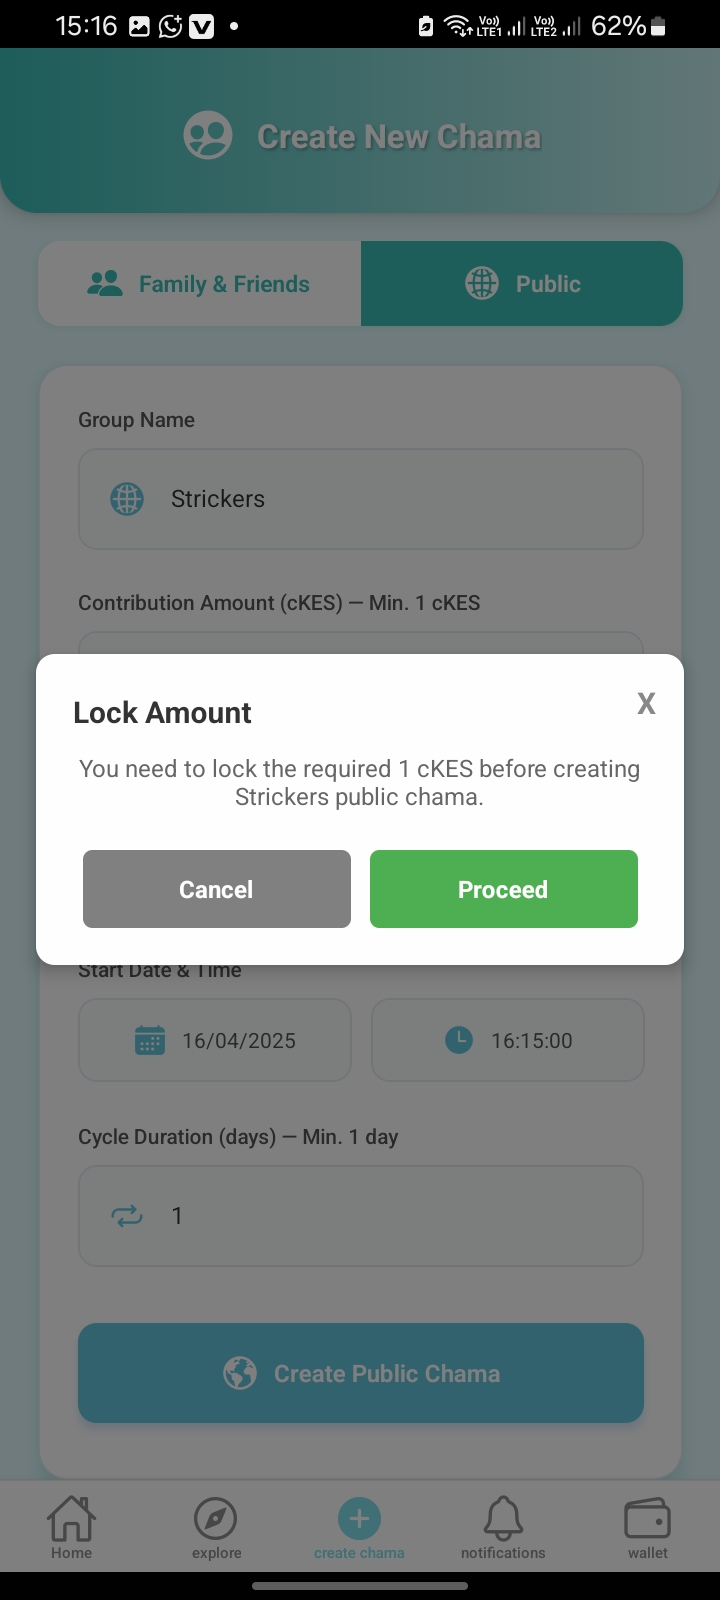 15:16
Vo)) LTE1
Vo)) LTE2
62%
Create New Chama
Family & Friends
Public
Group Name
Strickers
Contribution Amount (cKES) — Min. 1 cKES
Lock Amount
X
You need to lock the required 1 cKES before creating
Strickers public chama.
Cancel
Proceed
Start Date & Time
16/04/2025
16:15:00
Cycle Duration (days) — Min. 1 day
1
Create Public Chama
Home
explore
create chama
notifications
wallet